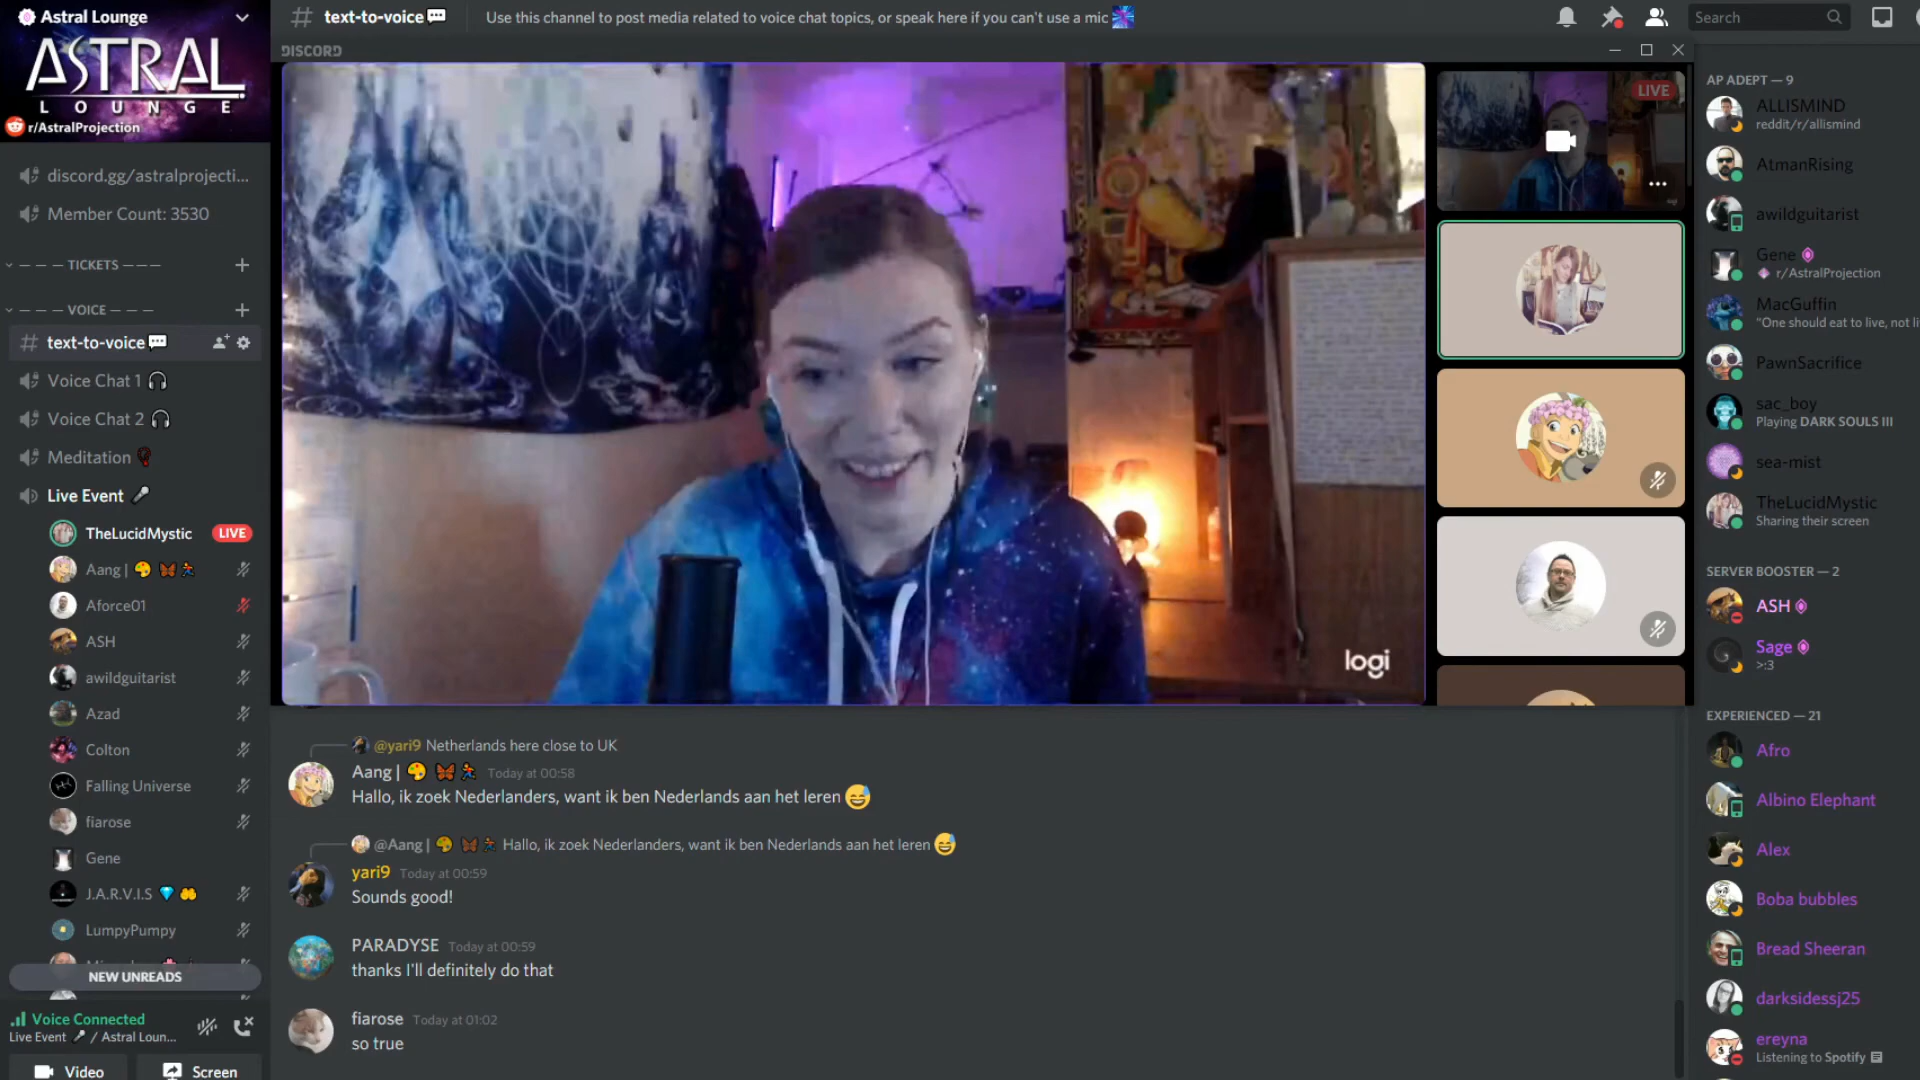 Astral Lounge
ASTRAL
LOUNGE
r/AstralProjection
discord.gg/astralprojecti...
Member Count: 3530
— — — TICKETS — — —
— — — VOICE — — —
text-to-voice💬
Voice Chat 1 🎧
Voice Chat 2 🎧
Meditation
Live Event 🎤
TheLucidMystic LIVE
Aang | 🎨 🦋 🏃
Aforce01
ASH
awildguitarist
Azad
Colton
Falling Universe
fiarose
Gene
J.A.R.V.I.S 💎
LumpyPumpy
NEW UNREADS
Voice Connected
Live Event 🎤 / Astral Loun...
Video
Screen
# text-to-voice💬
Use this channel to post media related to voice chat topics, or speak here if you can't use a mic
Search
DISCORD
LIVE
logi
@yari9 Netherlands here close to UK
Aang | 🎨 🦋 🏃 Today at 00:58
Hallo, ik zoek Nederlanders, want ik ben Nederlands aan het leren 😅
@Aang | 🎨 🦋 🏃 Hallo, ik zoek Nederlanders, want ik ben Nederlands aan het leren 😅
yari9 Today at 00:59
Sounds good!
PARADYSE Today at 00:59
thanks I'll definitely do that
fiarose Today at 01:02
so true
AP ADEPT — 9
ALLISMIND
reddit/r/allismind
AtmanRising
awildguitarist
Gene
r/AstralProjection
MacGuffin
"One should eat to live, not li
PawnSacrifice
sac_boy
Playing DARK SOULS III
sea-mist
TheLucidMystic
Sharing their screen
SERVER BOOSTER — 2
ASH
Sage
>:3
EXPERIENCED — 21
Afro
Albino Elephant
Alex
Boba bubbles
Bread Sheeran
darksidessj25
ereyna
Listening to Spotify